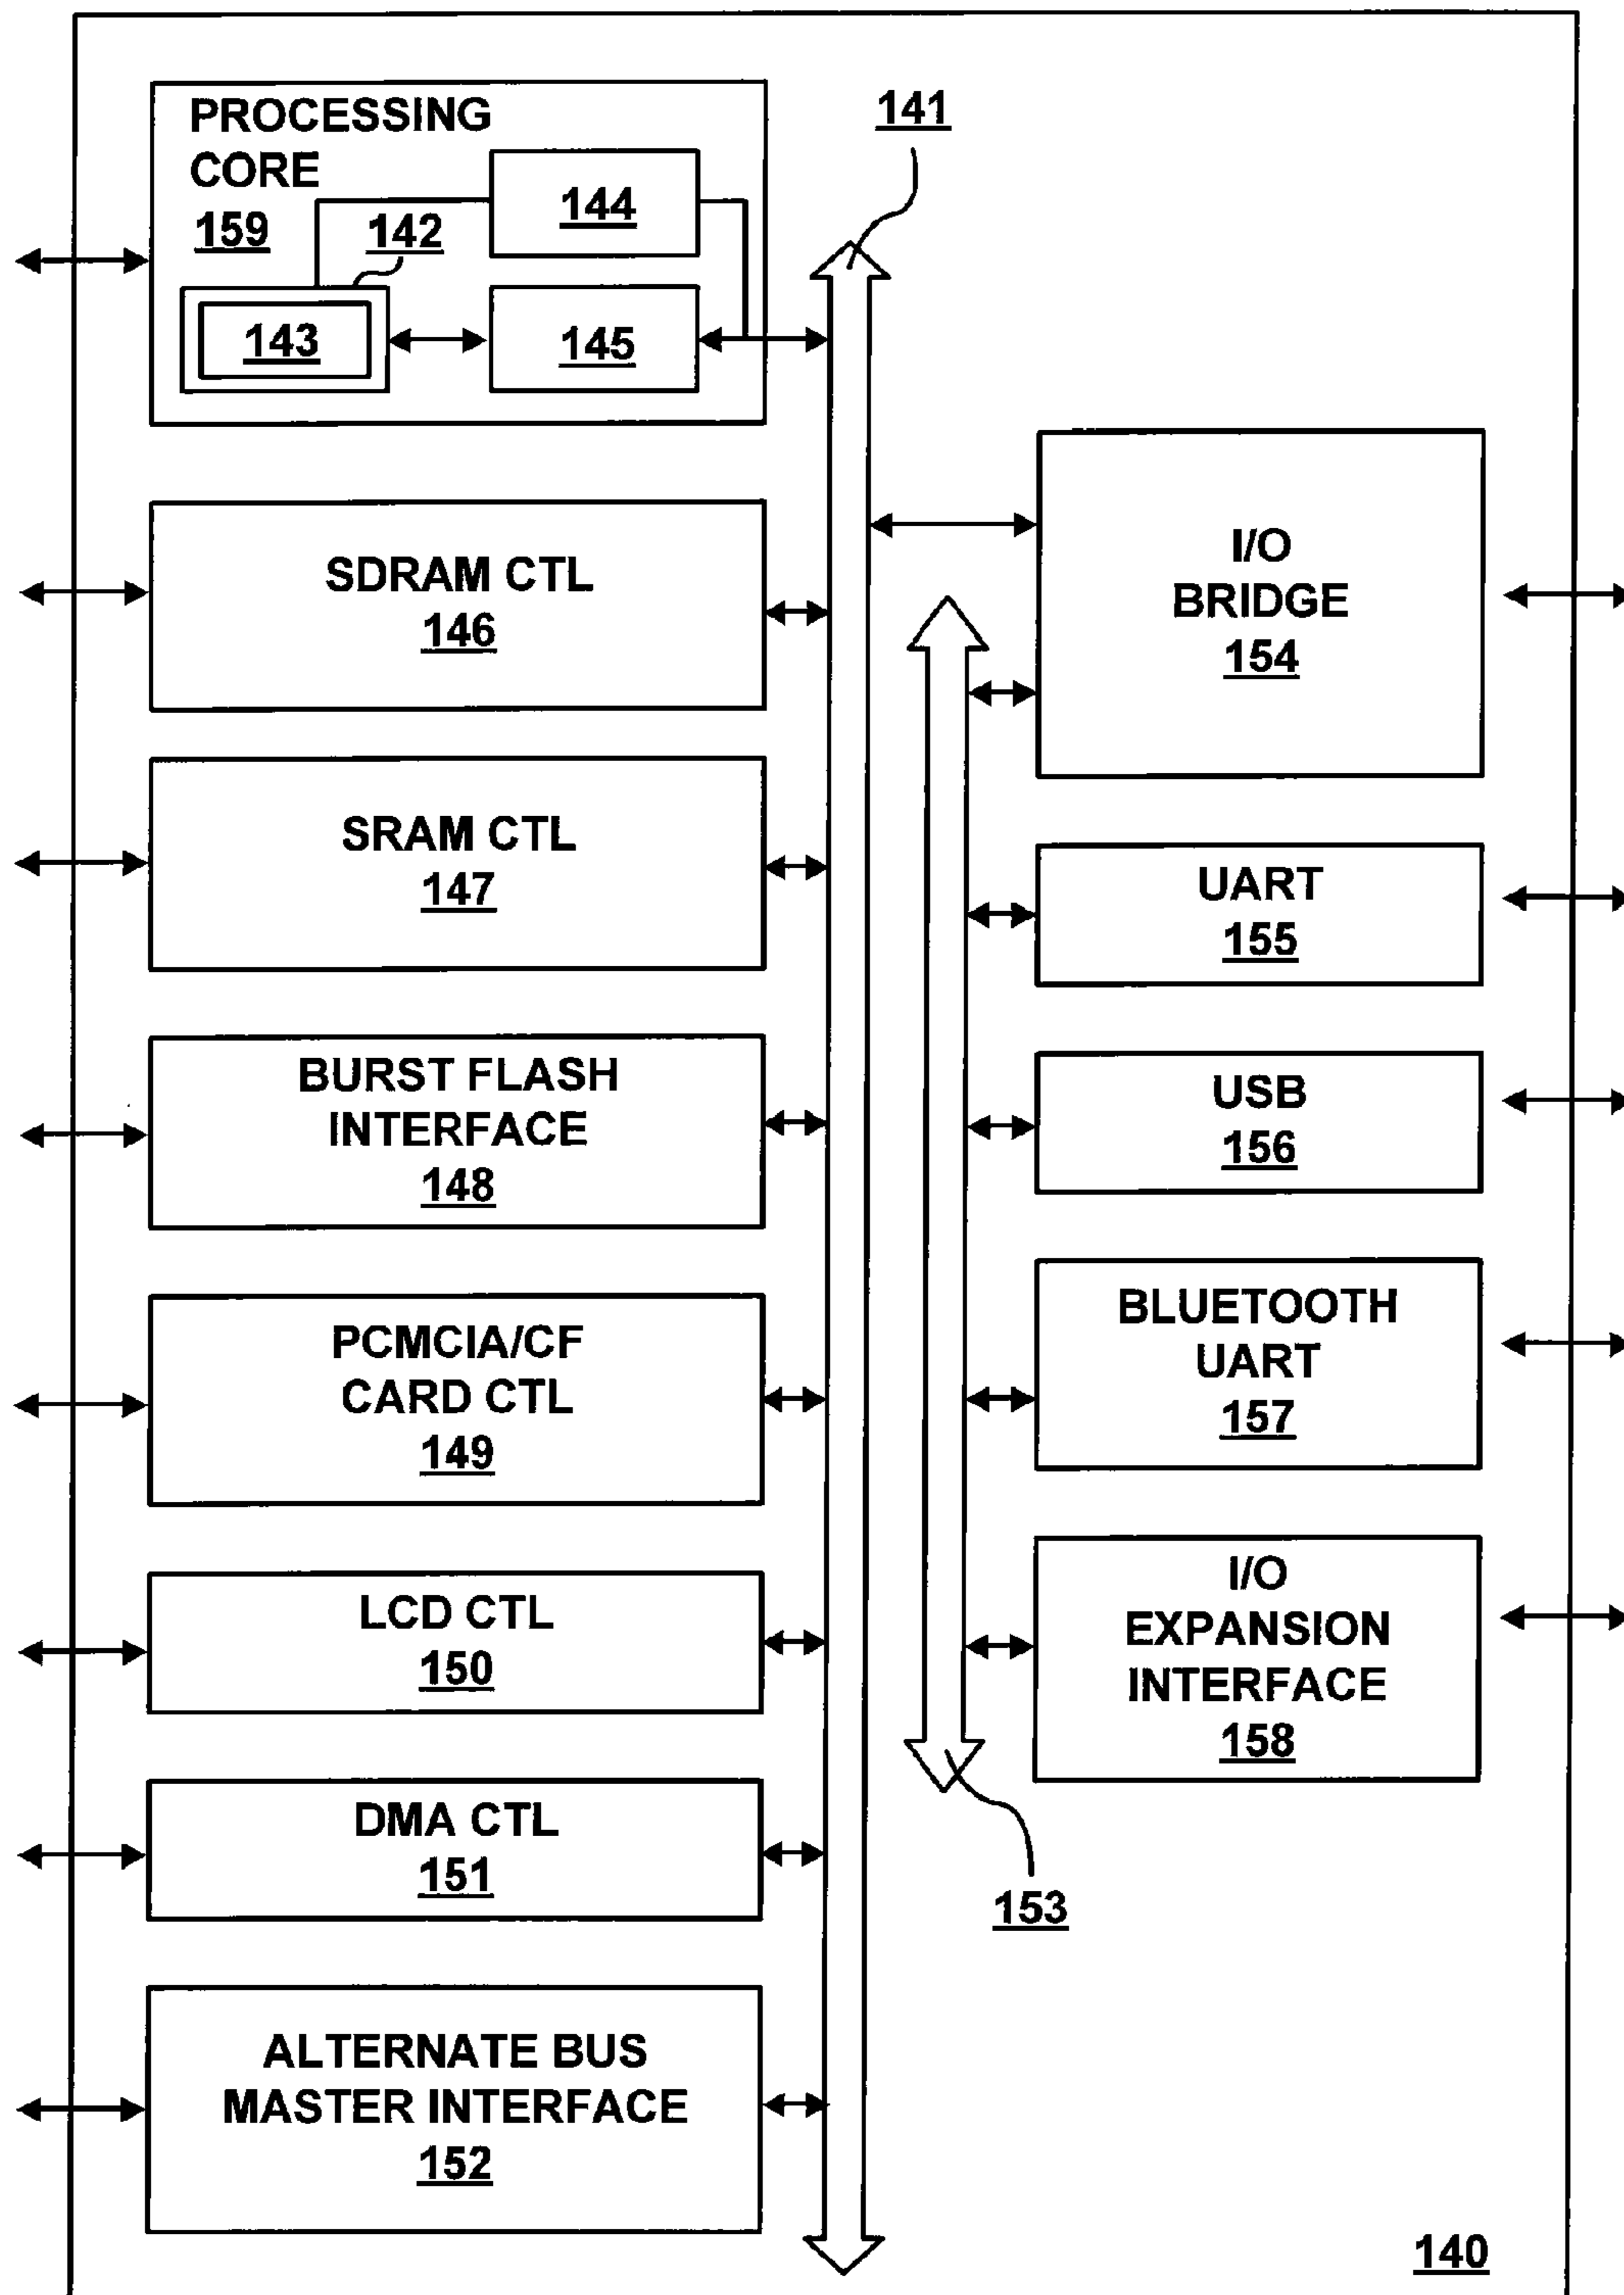 PROCESSING
CORE
159
142
144
143
145
141
SDRAM CTL
146
SRAM CTL
147
BURST FLASH
INTERFACE
148
PCMCIA/CF
CARD CTL
149
LCD CTL
150
DMA CTL
151
ALTERNATE BUS
MASTER INTERFACE
152
I/O
BRIDGE
154
UART
155
USB
156
BLUETOOTH
UART
157
I/O
EXPANSION
INTERFACE
158
153
140